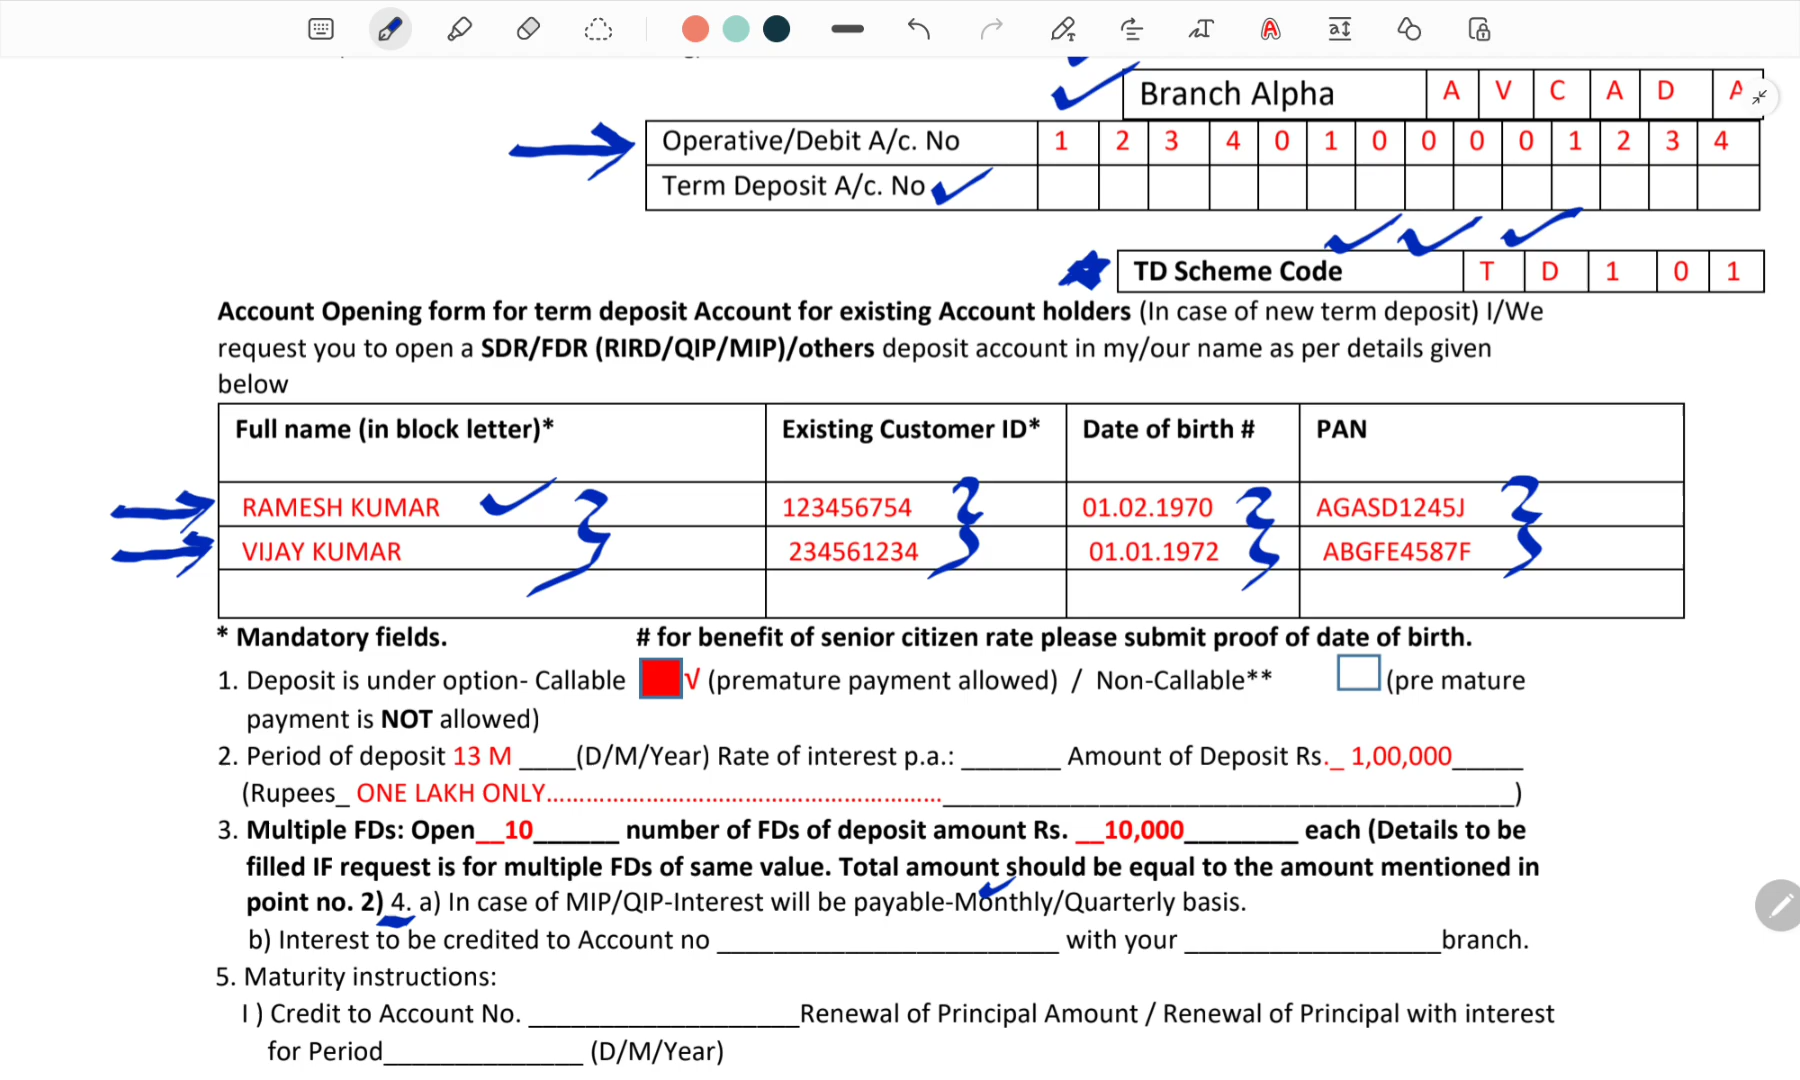 Branch Alpha A V C A D A
Operative/Debit A/c. No 1 2 3 4 0 1 0 0 0 0 1 2 3 4
Term Deposit A/c. No
TD Scheme Code T D 1 0 1
Account Opening form for term deposit Account for existing Account holders (In case of new term deposit) I/We
request you to open a SDR/FDR (RIRD/QIP/MIP)/others deposit account in my/our name as per details given
below
Full name (in block letter)* Existing Customer ID* Date of birth # PAN
RAMESH KUMAR 123456754 01.02.1970 AGASD1245J
VIJAY KUMAR 234561234 01.01.1972 ABGFE4587F
* Mandatory fields. # for benefit of senior citizen rate please submit proof of date of birth.
1. Deposit is under option- Callable √ (premature payment allowed) / Non-Callable** (pre mature
payment is NOT allowed)
2. Period of deposit 13 M ____(D/M/Year) Rate of interest p.a.: _______ Amount of Deposit Rs._ 1,00,000_____
(Rupees_ ONE LAKH ONLY............................................................_________________________________________)
3. Multiple FDs: Open__10______ number of FDs of deposit amount Rs. __10,000________ each (Details to be
filled IF request is for multiple FDs of same value. Total amount should be equal to the amount mentioned in
point no. 2) 4. a) In case of MIP/QIP-Interest will be payable-Monthly/Quarterly basis.
b) Interest to be credited to Account no ________________________ with your __________________branch.
5. Maturity instructions:
I ) Credit to Account No. ___________________Renewal of Principal Amount / Renewal of Principal with interest
for Period______________ (D/M/Year)